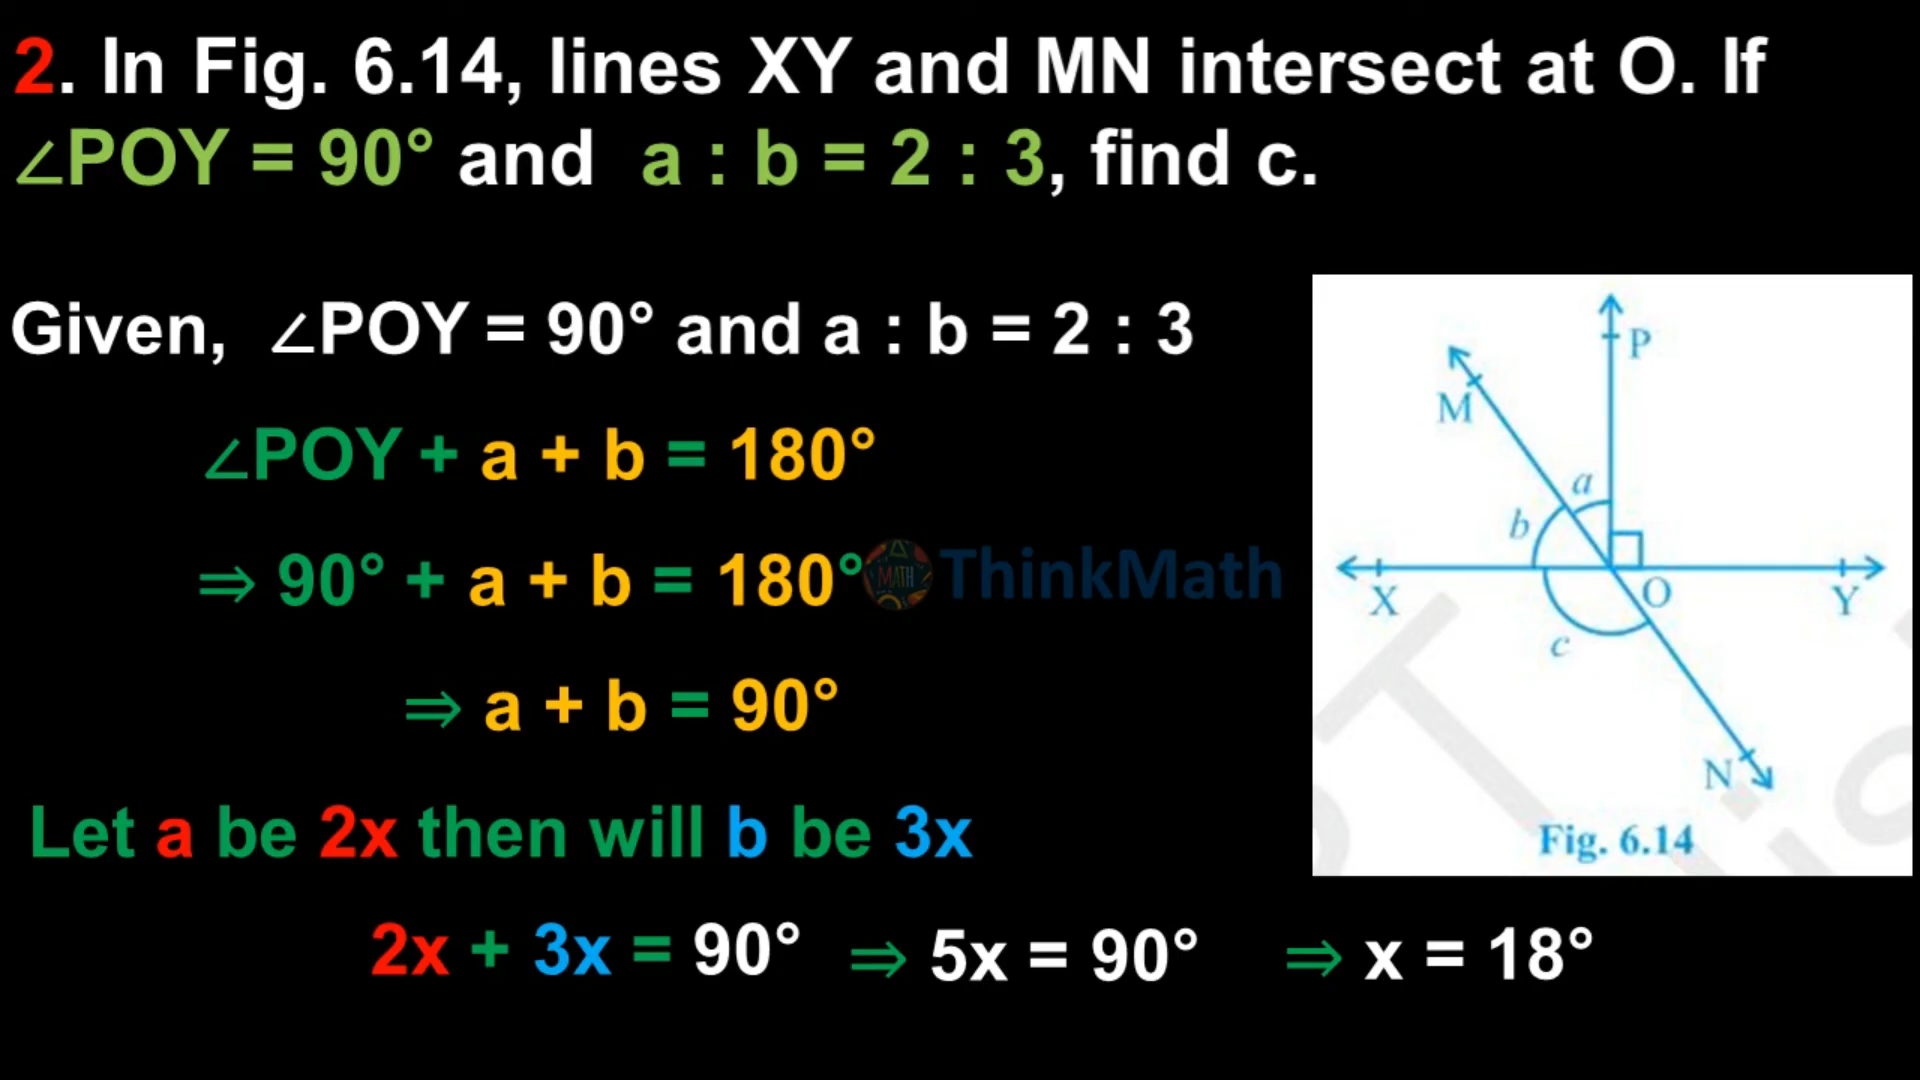 2. In Fig. 6.14, lines XY and MN intersect at O. If
∠POY = 90° and a : b = 2 : 3, find c.
Given, ∠POY = 90° and a : b = 2 : 3
∠POY + a + b = 180°
⇒ 90° + a + b = 180°
MATH ThinkMath
⇒ a + b = 90°
Let a be 2x then will b be 3x
2x + 3x = 90° ⇒ 5x = 90° ⇒ x = 18°
P
M
a
b
X
O
Y
c
N
Fig. 6.14